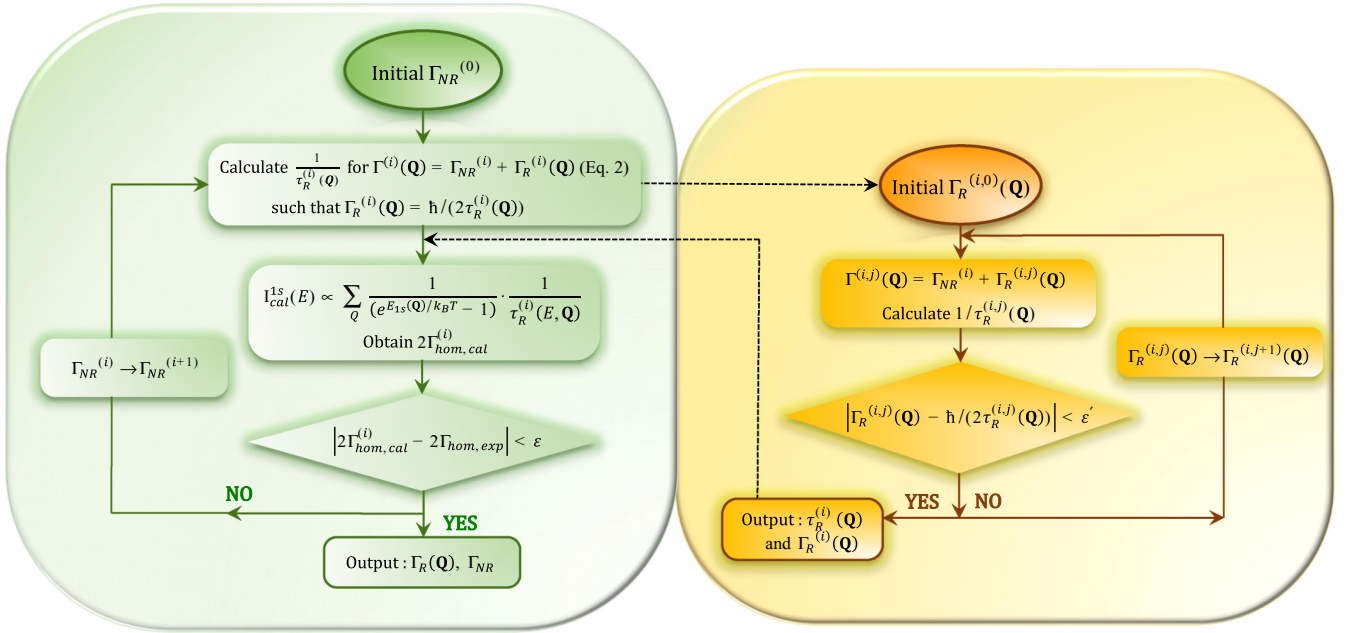 Initial Γ_NR^(0)
Calculate 1/τ_R^(i)(Q) for Γ^(i)(Q) = Γ_NR^(i) + Γ_R^(i)(Q) (Eq. 2)
such that Γ_R^(i)(Q) = ħ/(2τ_R^(i)(Q))
I_cal^1s(E) ∝ ∑_Q 1/(e^(E_1s(Q)/k_BT) − 1) · 1/τ_R^(i)(E, Q)
Obtain 2Γ_hom,cal^(i)
Γ_NR^(i) → Γ_NR^(i+1)
|2Γ_hom,cal^(i) − 2Γ_hom,exp| < ε
NO
YES
Output : Γ_R(Q), Γ_NR
Initial Γ_R^(i,0)(Q)
Γ^(i,j)(Q) = Γ_NR^(i) + Γ_R^(i,j)(Q)
Calculate 1/τ_R^(i,j)(Q)
Γ_R^(i,j)(Q) → Γ_R^(i,j+1)(Q)
|Γ_R^(i,j)(Q) − ħ/(2τ_R^(i,j)(Q))| < ε′
YES NO
Output : τ_R^(i) (Q)
and Γ_R^(i)(Q)